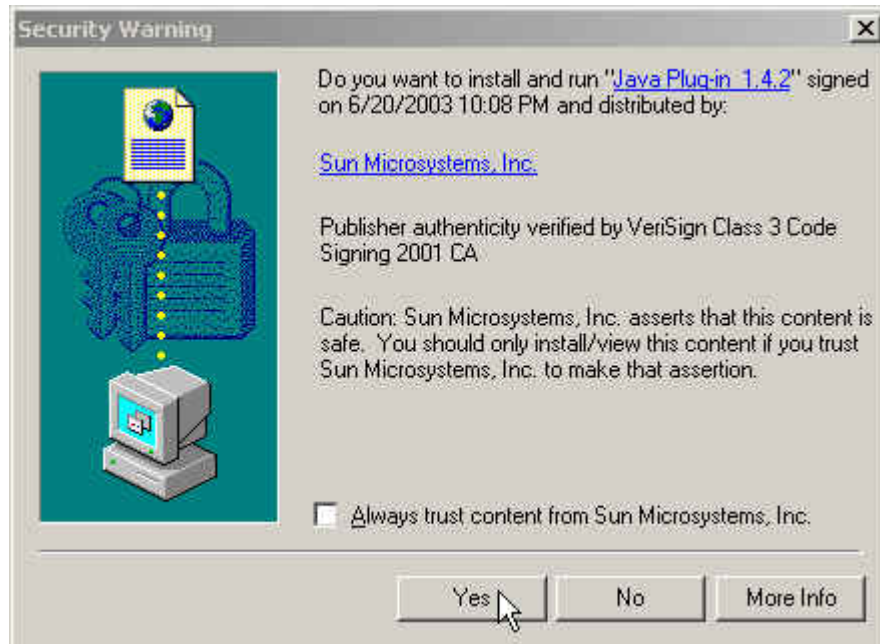 Security Warning
Do you want to install and run "Java Plug-in 1.4.2" signed
on 6/20/2003 10:08 PM and distributed by:
Sun Microsystems, Inc.
Publisher authenticity verified by VeriSign Class 3 Code
Signing 2001 CA
Caution: Sun Microsystems, Inc. asserts that this content is
safe. You should only install/view this content if you trust
Sun Microsystems, Inc. to make that assertion.
Always trust content from Sun Microsystems, Inc.
Yes No More Info